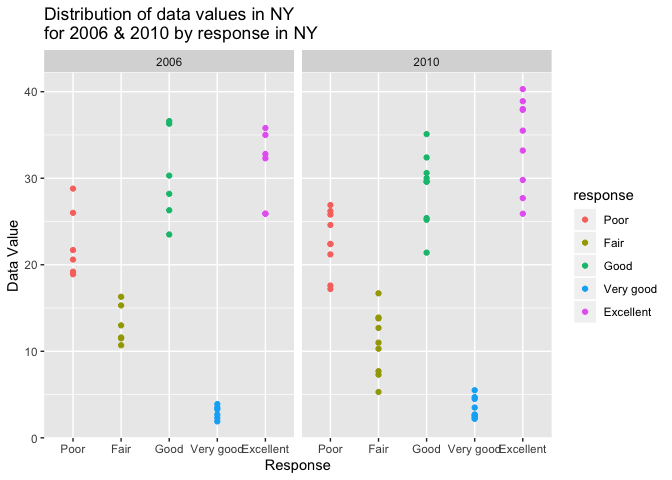 Distribution of data values in NY
for 2006 & 2010 by response in NY
2006
2010
Data Value
40
30
20
10
0
Poor
Fair
Good
Very good
Excellent
Poor
Fair
Good
Very good
Excellent
Response
response
Poor
Fair
Good
Very good
Excellent